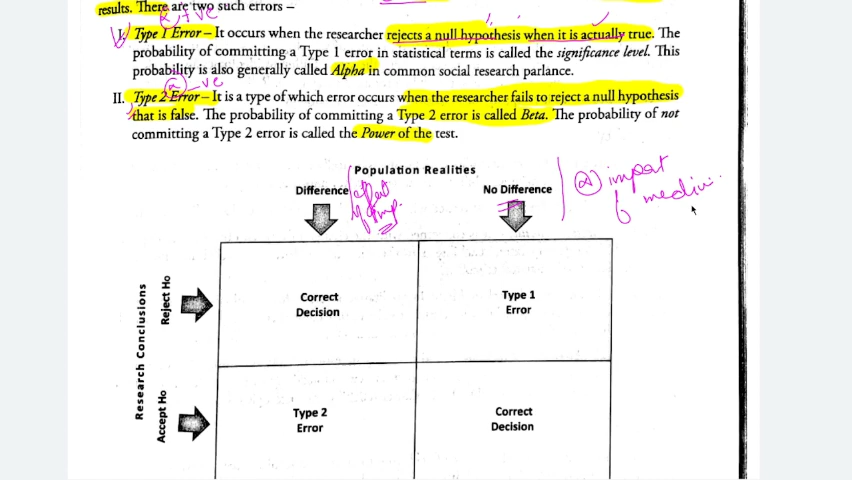 results. There are two such errors –
+ve
I. Type 1 Error – It occurs when the researcher rejects a null hypothesis when it is actually true. The
probability of committing a Type 1 error in statistical terms is called the significance level. This
probability is also generally called Alpha in common social research parlance.
-ve
II. Type 2 Error – It is a type of which error occurs when the researcher fails to reject a null hypothesis
that is false. The probability of committing a Type 2 error is called Beta. The probability of not
committing a Type 2 error is called the Power of the test.
Population Realities
Difference
No Difference
impact
Reject Ho
Correct
Decision
Type 1
Error
Research Conclusions
Accept Ho
Type 2
Error
Correct
Decision